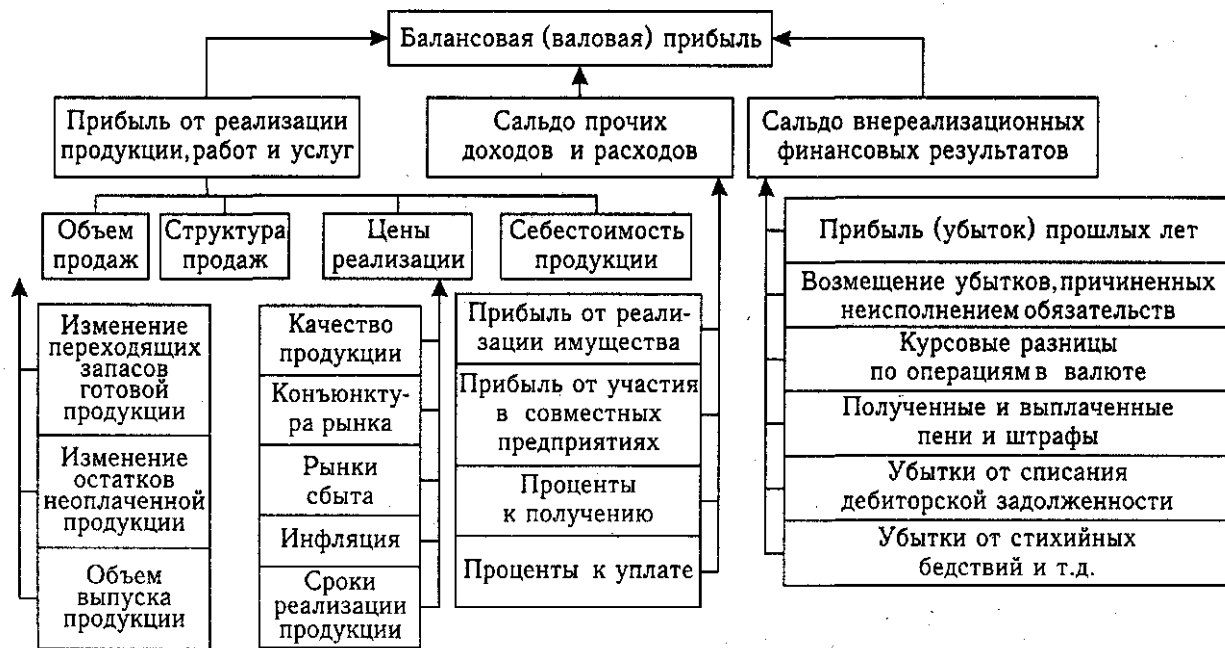 Балансовая (валовая) прибыль
Прибыль от реализации
продукции,работ и услуг
Сальдо прочих
доходов и расходов
Сальдо внереализационных
финансовых результатов
Объем
продаж
Структура
продаж
Цены
реализации
Себестоимость
продукции
Изменение
переходящих
запасов
готовой
продукции
Изменение
остатков
неоплаченной
продукции
Объем
выпуска
продукции
Качество
продукции
Конъюнкту-
ра рынка
Рынки
сбыта
Инфляция
Сроки
реализации
продукции
Прибыль от реали-
зации имущества
Прибыль от участия
в совместных
предприятиях
Проценты
к получению
Проценты к уплате
Прибыль (убыток) прошлых лет
Возмещение убытков,причиненных
неисполнением обязательств
Курсовые разницы
по операциям в валюте
Полученные и выплаченные
пени и штрафы
Убытки от списания
дебиторской задолженности
Убытки от стихийных
бедствий и т.д.